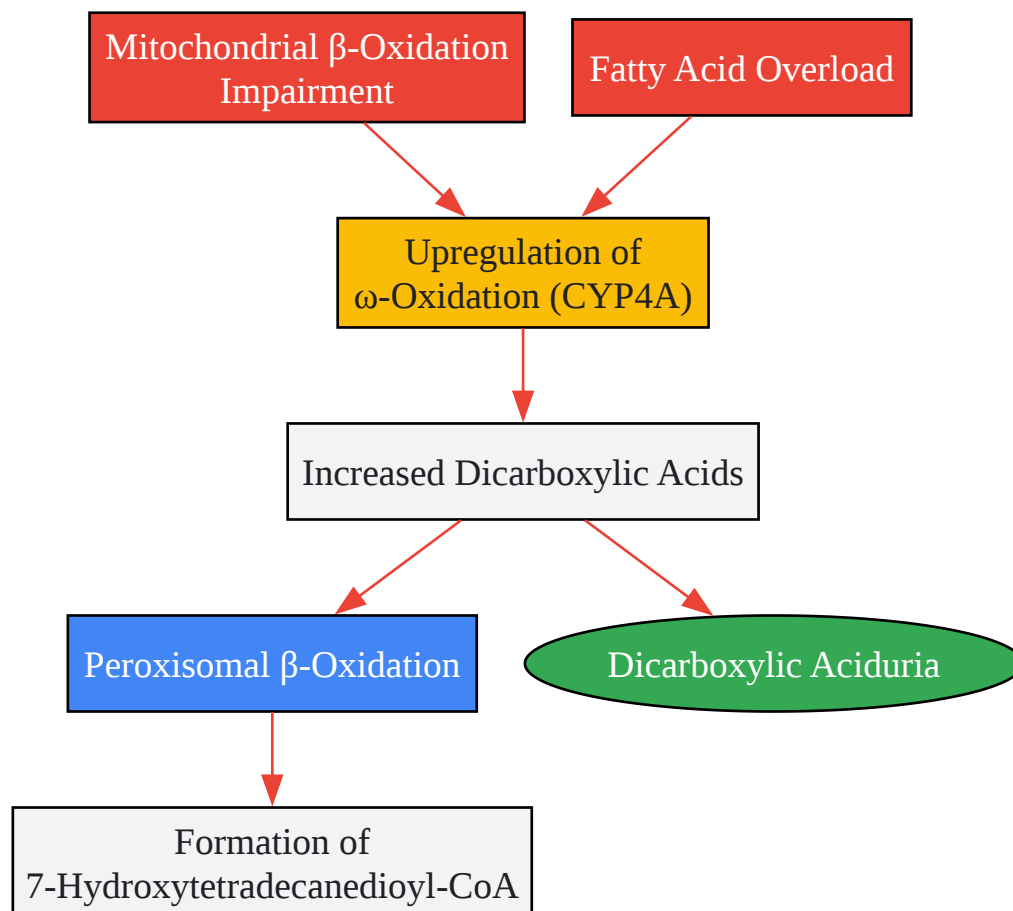 Mitochondrial β-Oxidation
Impairment
Fatty Acid Overload
Upregulation of
ω-Oxidation (CYP4A)
Increased Dicarboxylic Acids
Peroxisomal β-Oxidation
Dicarboxylic Aciduria
Formation of
7-Hydroxytetradecanedioyl-CoA